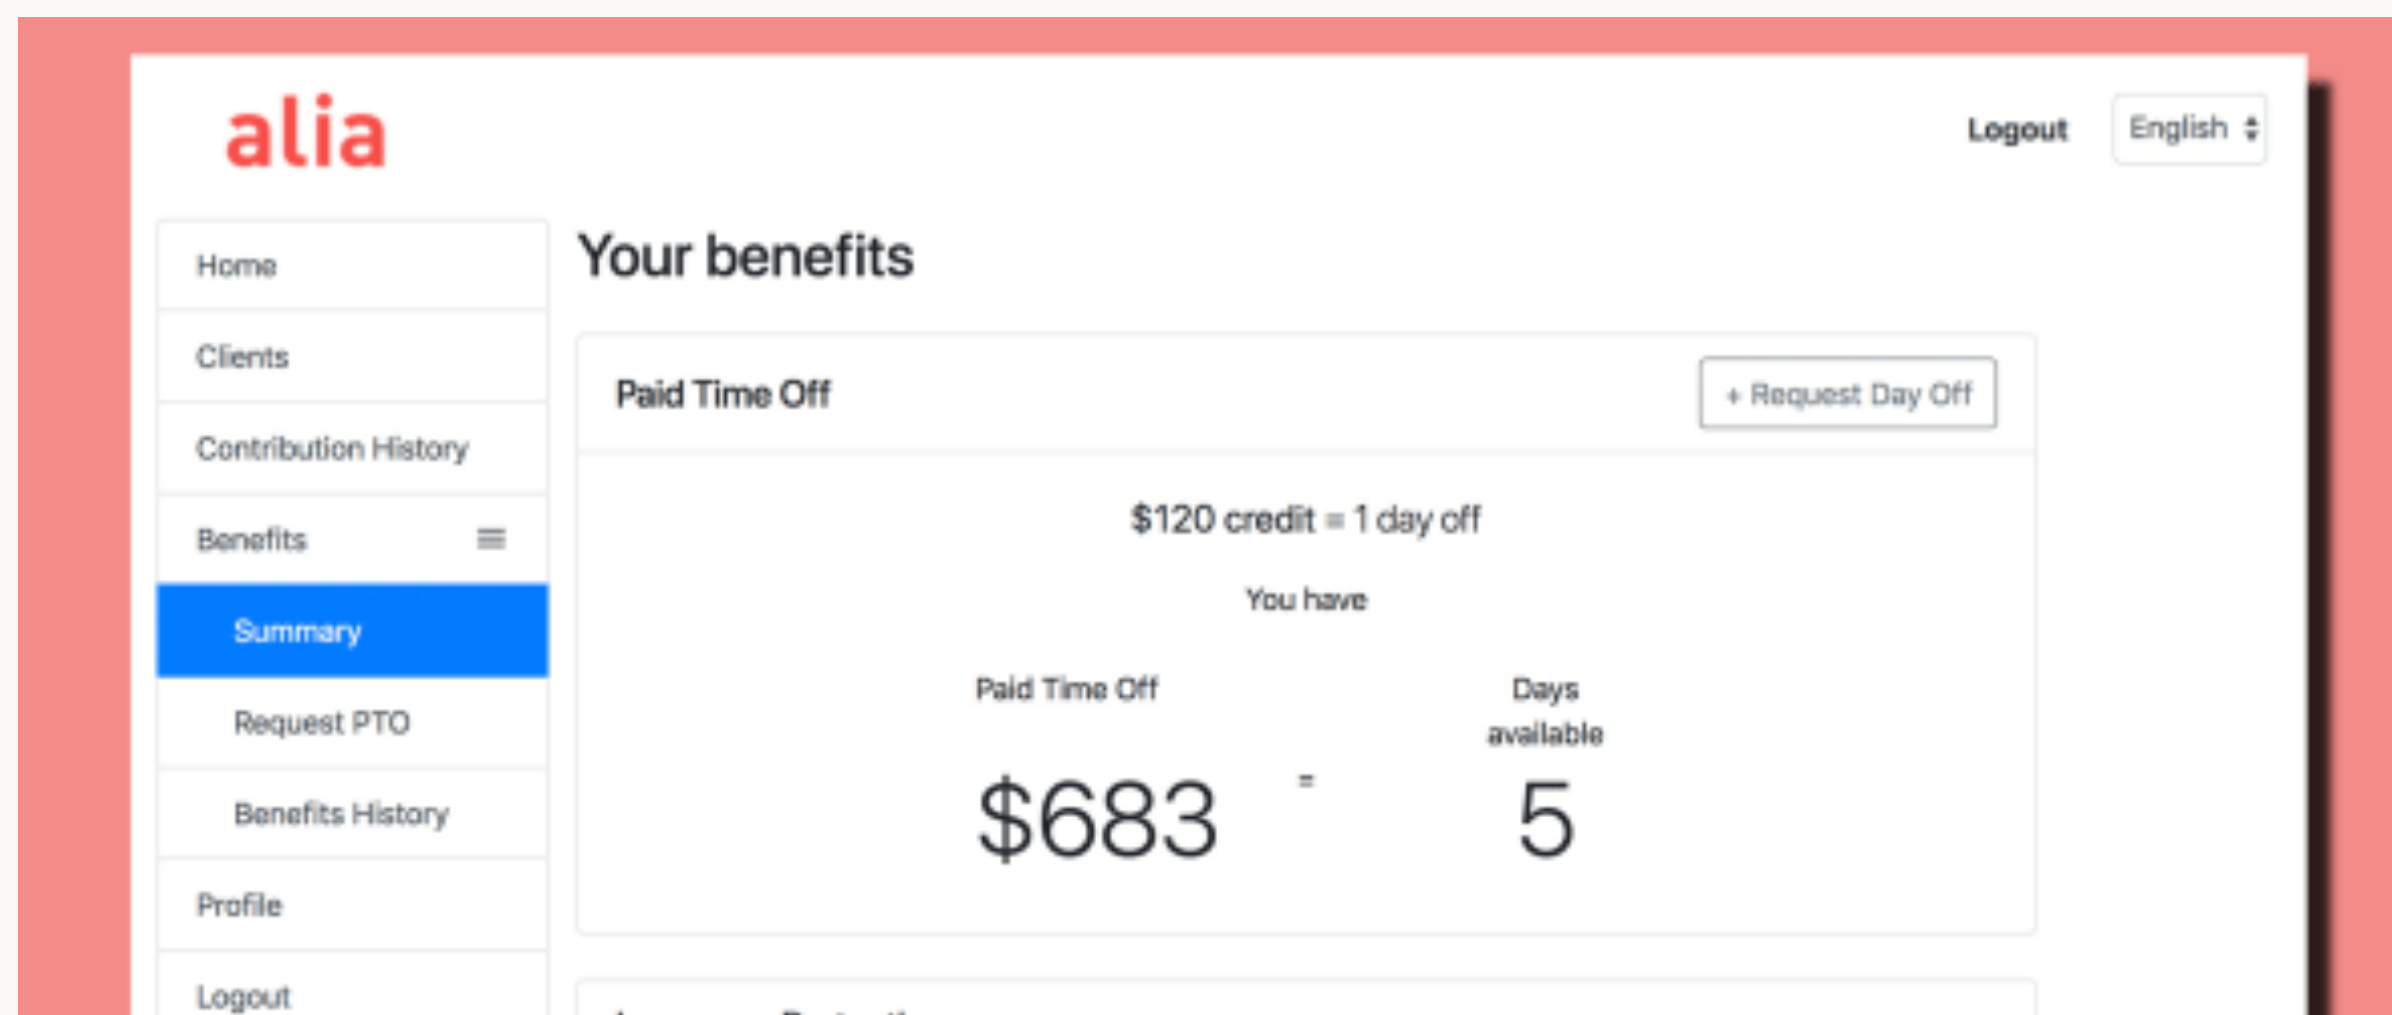 alia
Logout
English
Home
Clients
Contribution History
Benefits
Summary
Request PTO
Benefits History
Profile
Logout
Your benefits
Paid Time Off
+ Request Day Off
$120 credit = 1 day off
You have
Paid Time Off
Days
available
$683 = 5